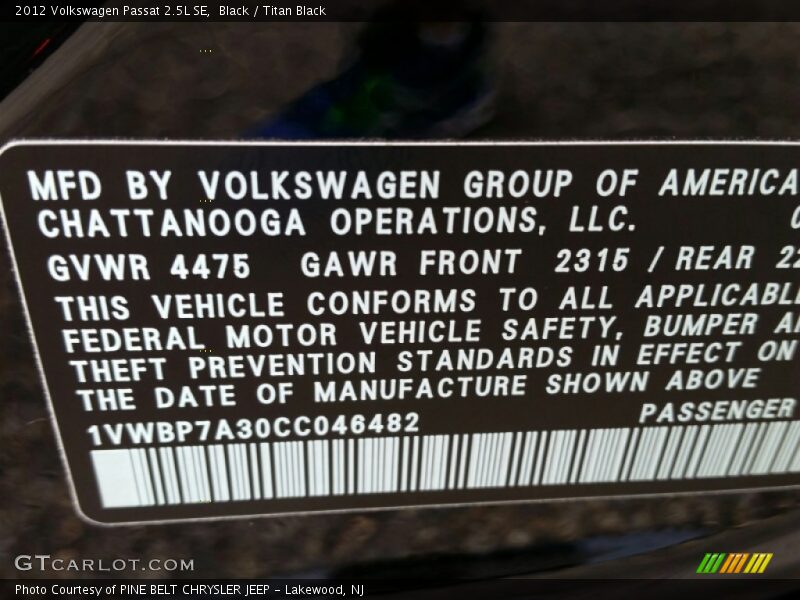 2012 Volkswagen Passat 2.5L SE,  Black / Titan Black
MFD BY VOLKSWAGEN GROUP OF AMERICA
CHATTANOOGA OPERATIONS, LLC.
GVWR 4475 GAWR FRONT 2315 / REAR 22
THIS VEHICLE CONFORMS TO ALL APPLICABL
FEDERAL MOTOR VEHICLE SAFETY, BUMPER A
THEFT PREVENTION STANDARDS IN EFFECT ON
THE DATE OF MANUFACTURE SHOWN ABOVE
1VWBP7A30CC046482 PASSENGER
GTCARLOT.COM
Photo Courtesy of PINE BELT CHRYSLER JEEP - Lakewood, NJ